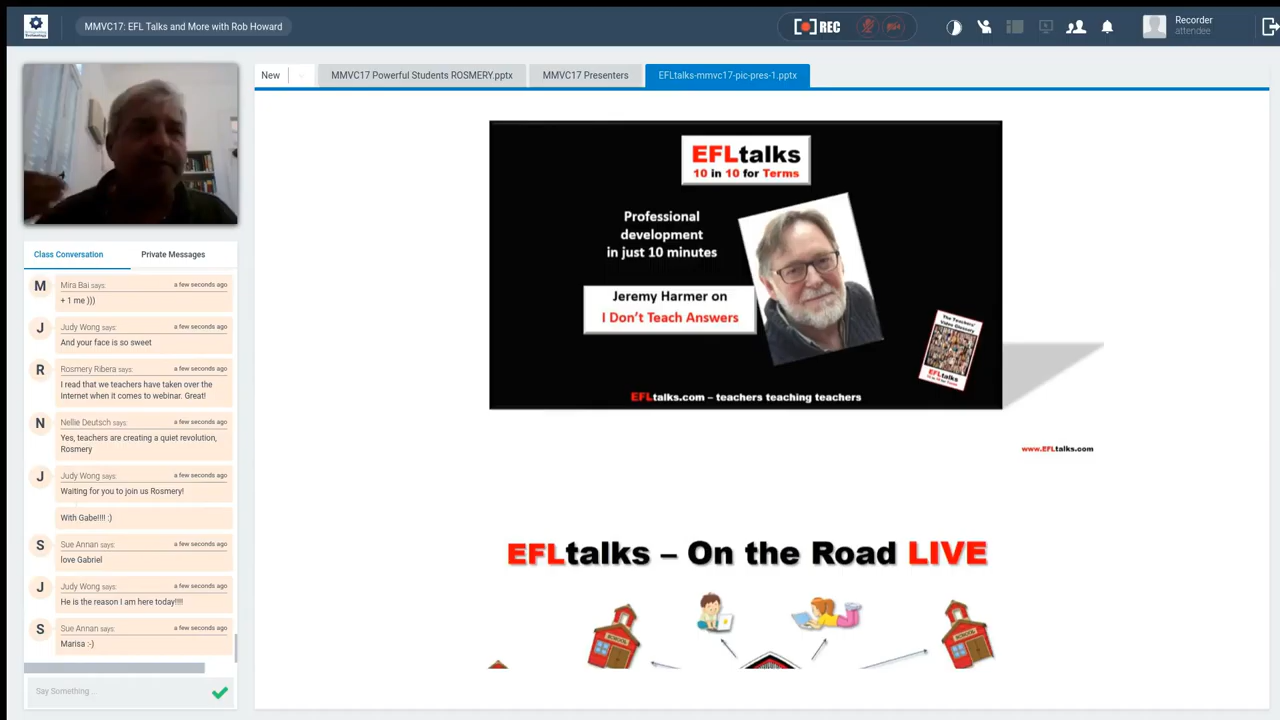 MMVC17: EFL Talks and More with Rob Howard
REC
Recorder
attendee
New
MMVC17 Powerful Students ROSMERY.pptx
MMVC17 Presenters
EFLtalks-mmvc17-pic-pres-1.pptx
Class Conversation
Private Messages
M
Mira Bai says:
a few seconds ago
+ 1 me )))
J
Judy Wong says:
a few seconds ago
And your face is so sweet
R
Rosmery Ribera says:
a few seconds ago
I read that we teachers have taken over the
Internet when it comes to webinar. Great!
N
Nellie Deutsch says:
a few seconds ago
Yes, teachers are creating a quiet revolution,
Rosmery
J
Judy Wong says:
a few seconds ago
Waiting for you to join us Rosmery!
With Gabe!!!! :)
S
Sue Annan says:
a few seconds ago
love Gabriel
J
Judy Wong says:
a few seconds ago
He is the reason I am here today!!!!
S
Sue Annan says:
a few seconds ago
Marisa :-)
Say Something ...
EFLtalks
10 in 10 for Terms
Professional
development
in just 10 minutes
Jeremy Harmer on
I Don't Teach Answers
The Teachers'
Video Glossary
EFLtalks
EFLtalks.com – teachers teaching teachers
www.EFLtalks.com
EFLtalks – On the Road LIVE
SCHOOL
SCHOOL